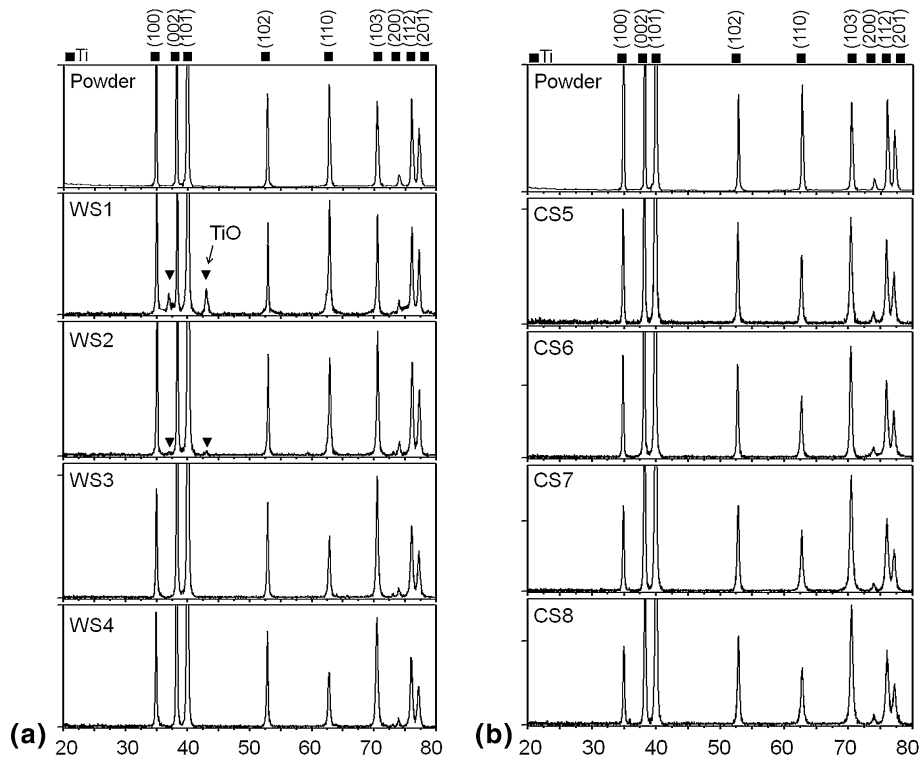 (100) (002) (101) (102) (110) (103) (200) (112) (201)
■Ti
Powder
WS1
TiO
WS2
WS3
WS4
(a)
20 30 40 50 60 70 80
(100) (002) (101) (102) (110) (103) (200) (112) (201)
■Ti
Powder
CS5
CS6
CS7
CS8
(b)
20 30 40 50 60 70 80